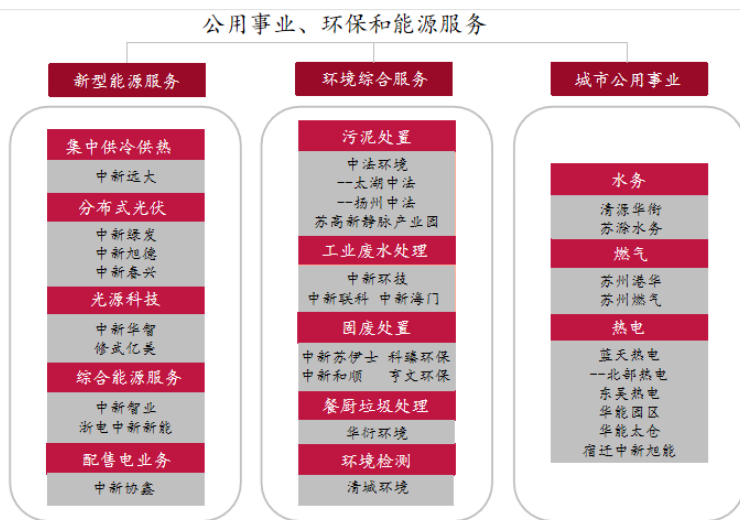 公用事业、环保和能源服务
新型能源服务
集中供冷供热
中新远大
分布式光伏
中新绿发
中新旭德
中新春兴
光源科技
中新华智
修武亿美
综合能源服务
中新智业
浙电中新新能
配售电业务
中新协鑫
环境综合服务
污泥处置
中法环境
--太湖中法
--扬州中法
苏高新静脉产业园
工业废水处理
中新环技
中新联科 中新海门
固废处置
中新苏伊士 科臻环保
中新和顺 亨文环保
餐厨垃圾处理
华衍环境
环境检测
清城环境
城市公用事业
水务
清源华衍
苏滁水务
燃气
苏州港华
苏州燃气
热电
蓝天热电
--北部热电
东吴热电
华能园区
华能太仓
宿迁中新旭能